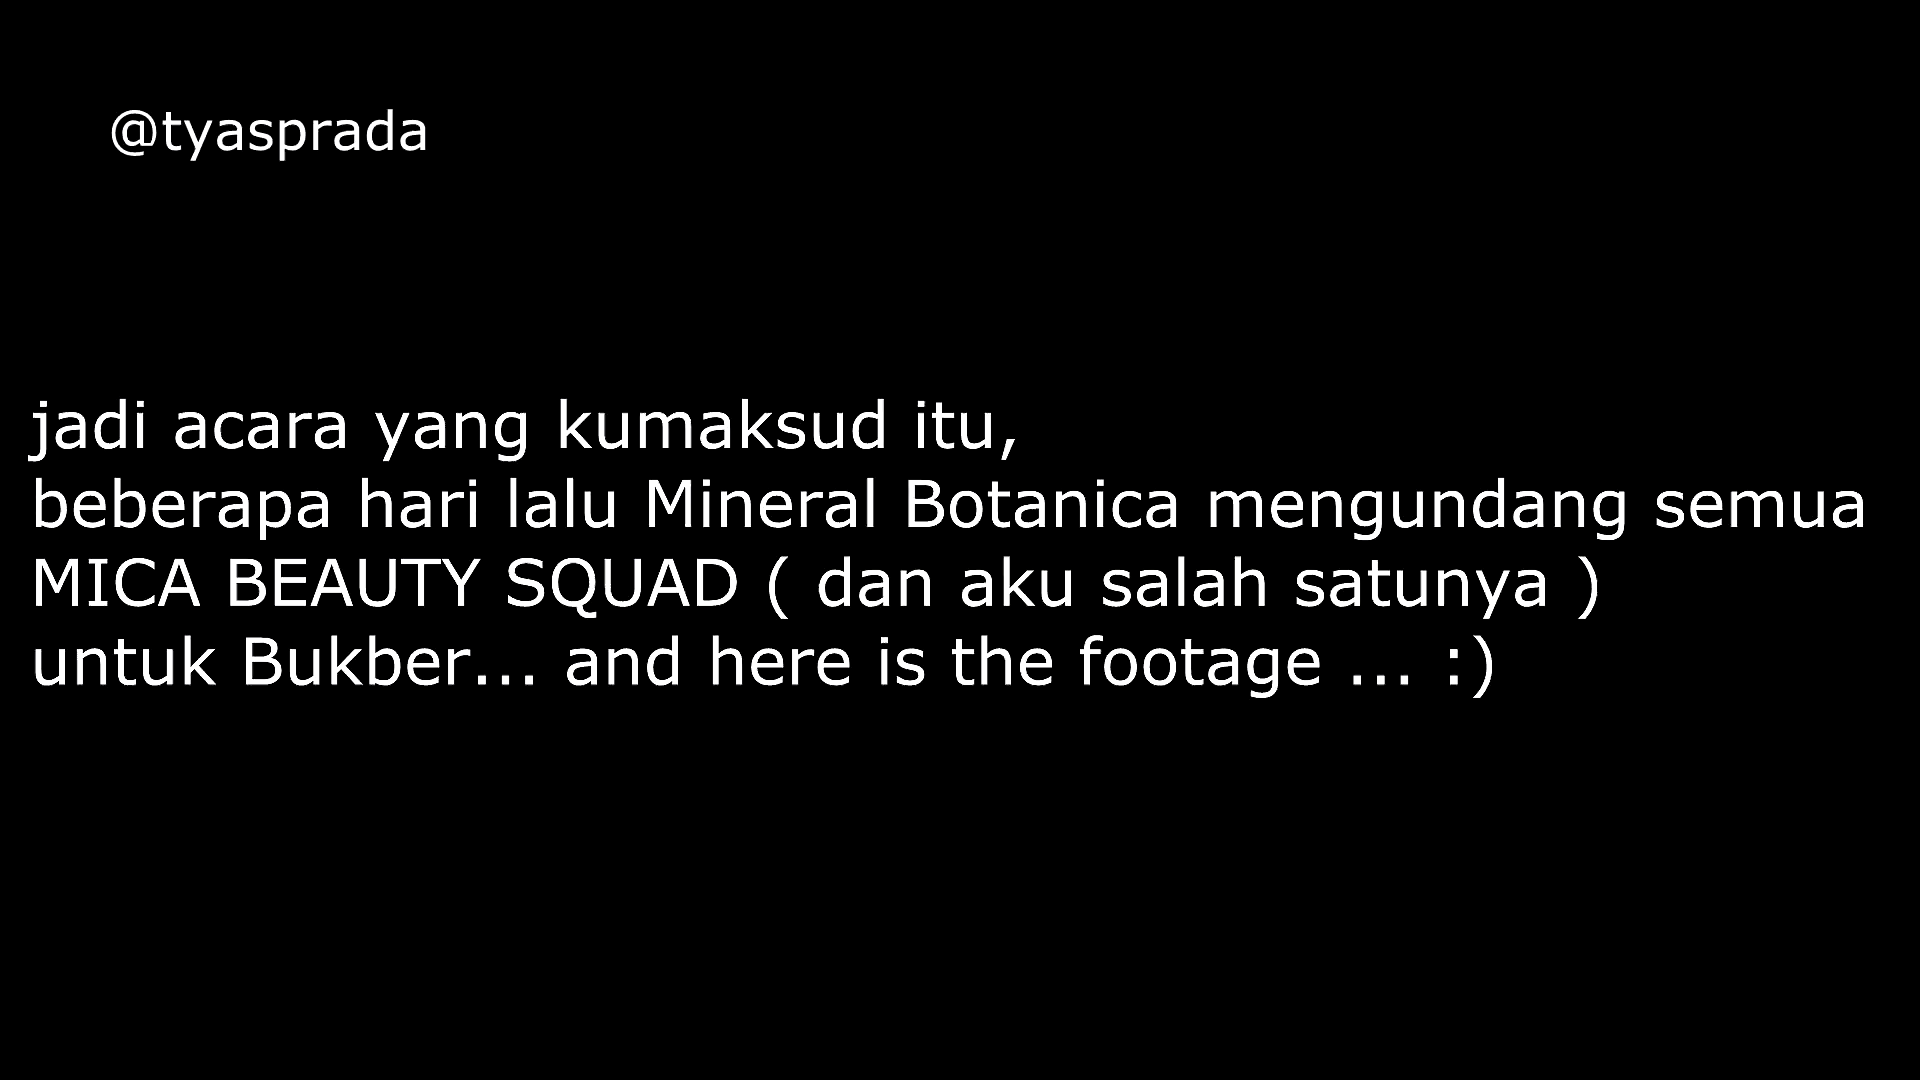 @tyasprada
jadi acara yang kumaksud itu,
beberapa hari lalu Mineral Botanica mengundang semua
MICA BEAUTY SQUAD ( dan aku salah satunya )
untuk Bukber... and here is the footage ... :)